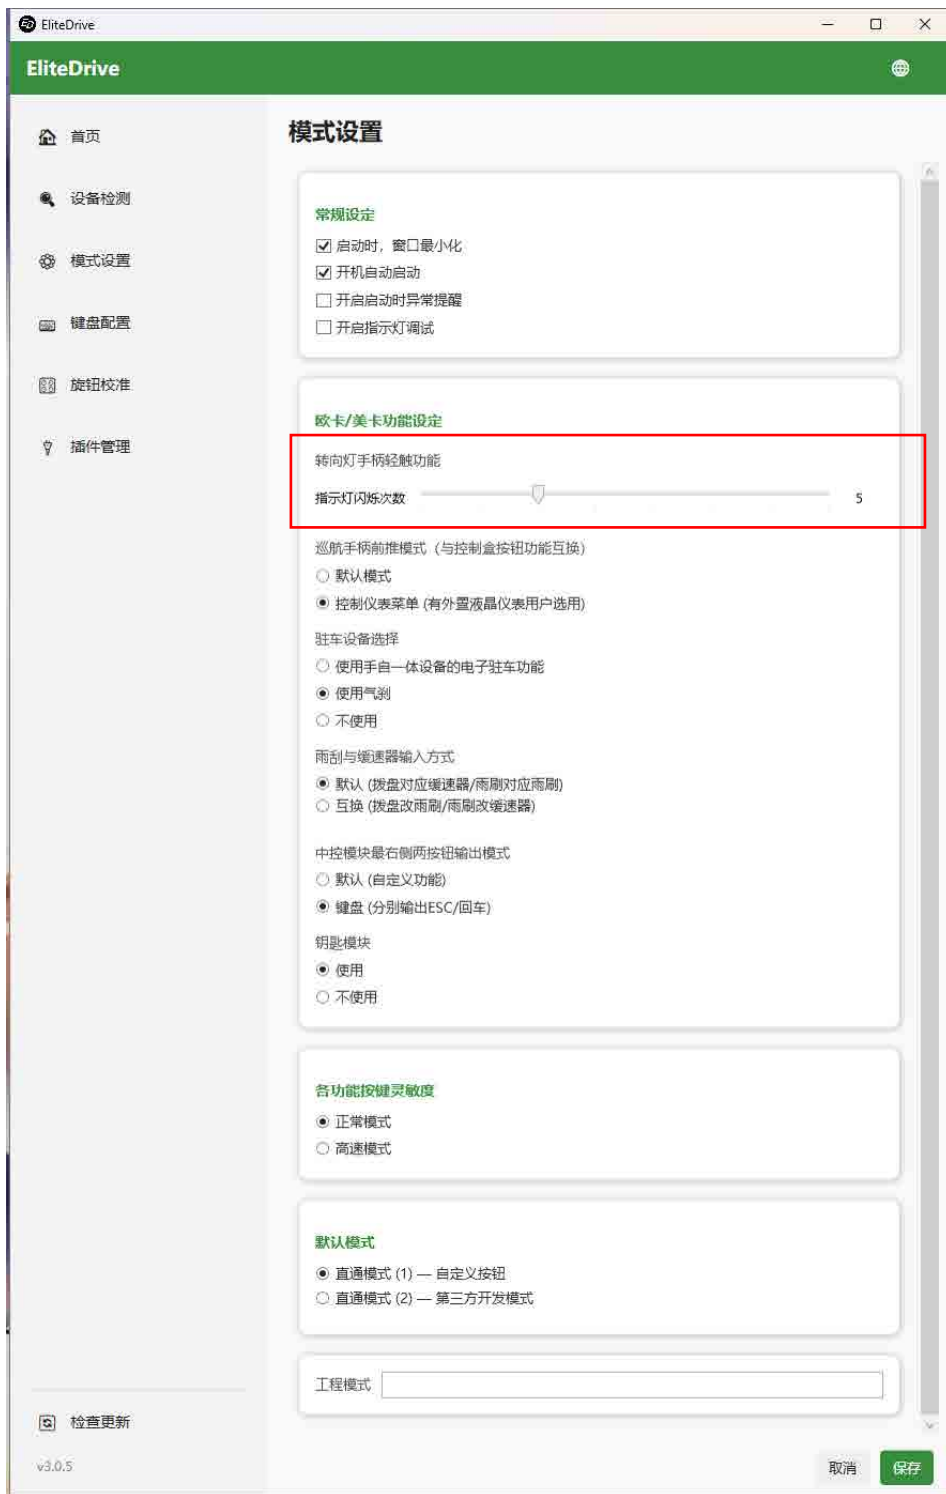 EliteDrive
EliteDrive
首页
设备检测
模式设置
键盘配置
旋钮校准
插件管理
模式设置
常规设定
启动时，窗口最小化
开机自动启动
开启启动时异常提醒
开启指示灯调试
欧卡/美卡功能设定
转向灯手柄轻触功能
指示灯闪烁次数 5
巡航手柄前推模式（与控制盒按钮功能互换）
默认模式
控制仪表菜单 (有外置液晶仪表用户选用)
驻车设备选择
使用手自一体设备的电子驻车功能
使用气刹
不使用
雨刮与缓速器输入方式
默认 (拨盘对应缓速器/雨刷对应雨刷)
互换 (拨盘改雨刷/雨刷改缓速器)
中控模块最右侧两按钮输出模式
默认 (自定义功能)
键盘 (分别输出ESC/回车)
钥匙模块
使用
不使用
各功能按键灵敏度
正常模式
高速模式
默认模式
直通模式 (1) — 自定义按钮
直通模式 (2) — 第三方开发模式
工程模式
检查更新
v3.0.5
取消 保存